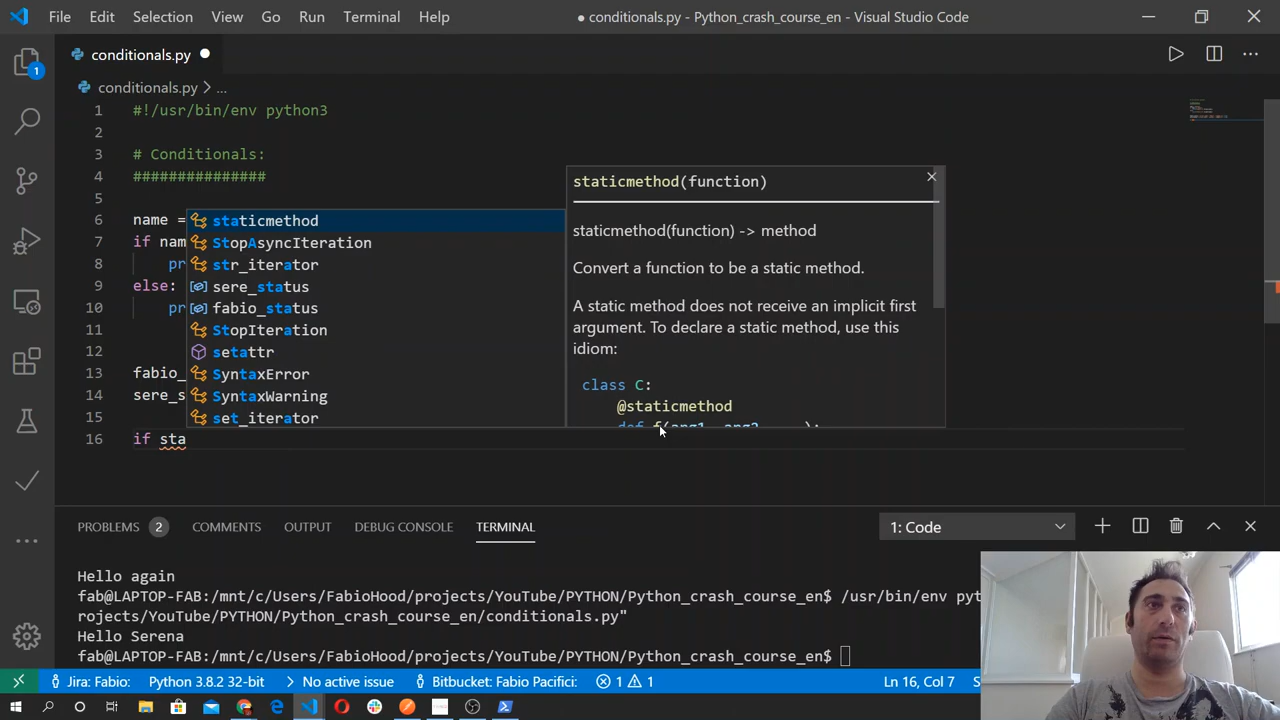 File Edit Selection View Go Run Terminal Help
● conditionals.py - Python_crash_course_en - Visual Studio Code
conditionals.py ●
conditionals.py > ...
1 #!/usr/bin/env python3
2
3 # Conditionals:
4 ###############
5
6 name =
7 if nam
8 pr
9 else:
10 pr
11
12
13 fabio_
14 sere_s
15
16 if sta
staticmethod
StopAsyncIteration
str_iterator
sere_status
fabio_status
StopIteration
setattr
SyntaxError
SyntaxWarning
set_iterator
staticmethod(function)
staticmethod(function) -> method
Convert a function to be a static method.
A static method does not receive an implicit first
argument. To declare a static method, use this
idiom:
class C:
@staticmethod
def f(arg1, arg2, ...):
1
PROBLEMS 2 COMMENTS OUTPUT DEBUG CONSOLE TERMINAL
1: Code
Hello again
fab@LAPTOP-FAB:/mnt/c/Users/FabioHood/projects/YouTube/PYTHON/Python_crash_course_en$ /usr/bin/env pyt
rojects/YouTube/PYTHON/Python_crash_course_en/conditionals.py"
Hello Serena
fab@LAPTOP-FAB:/mnt/c/Users/FabioHood/projects/YouTube/PYTHON/Python_crash_course_en$
Jira: Fabio: Python 3.8.2 32-bit No active issue Bitbucket: Fabio Pacifici: 1 1 Ln 16, Col 7 S